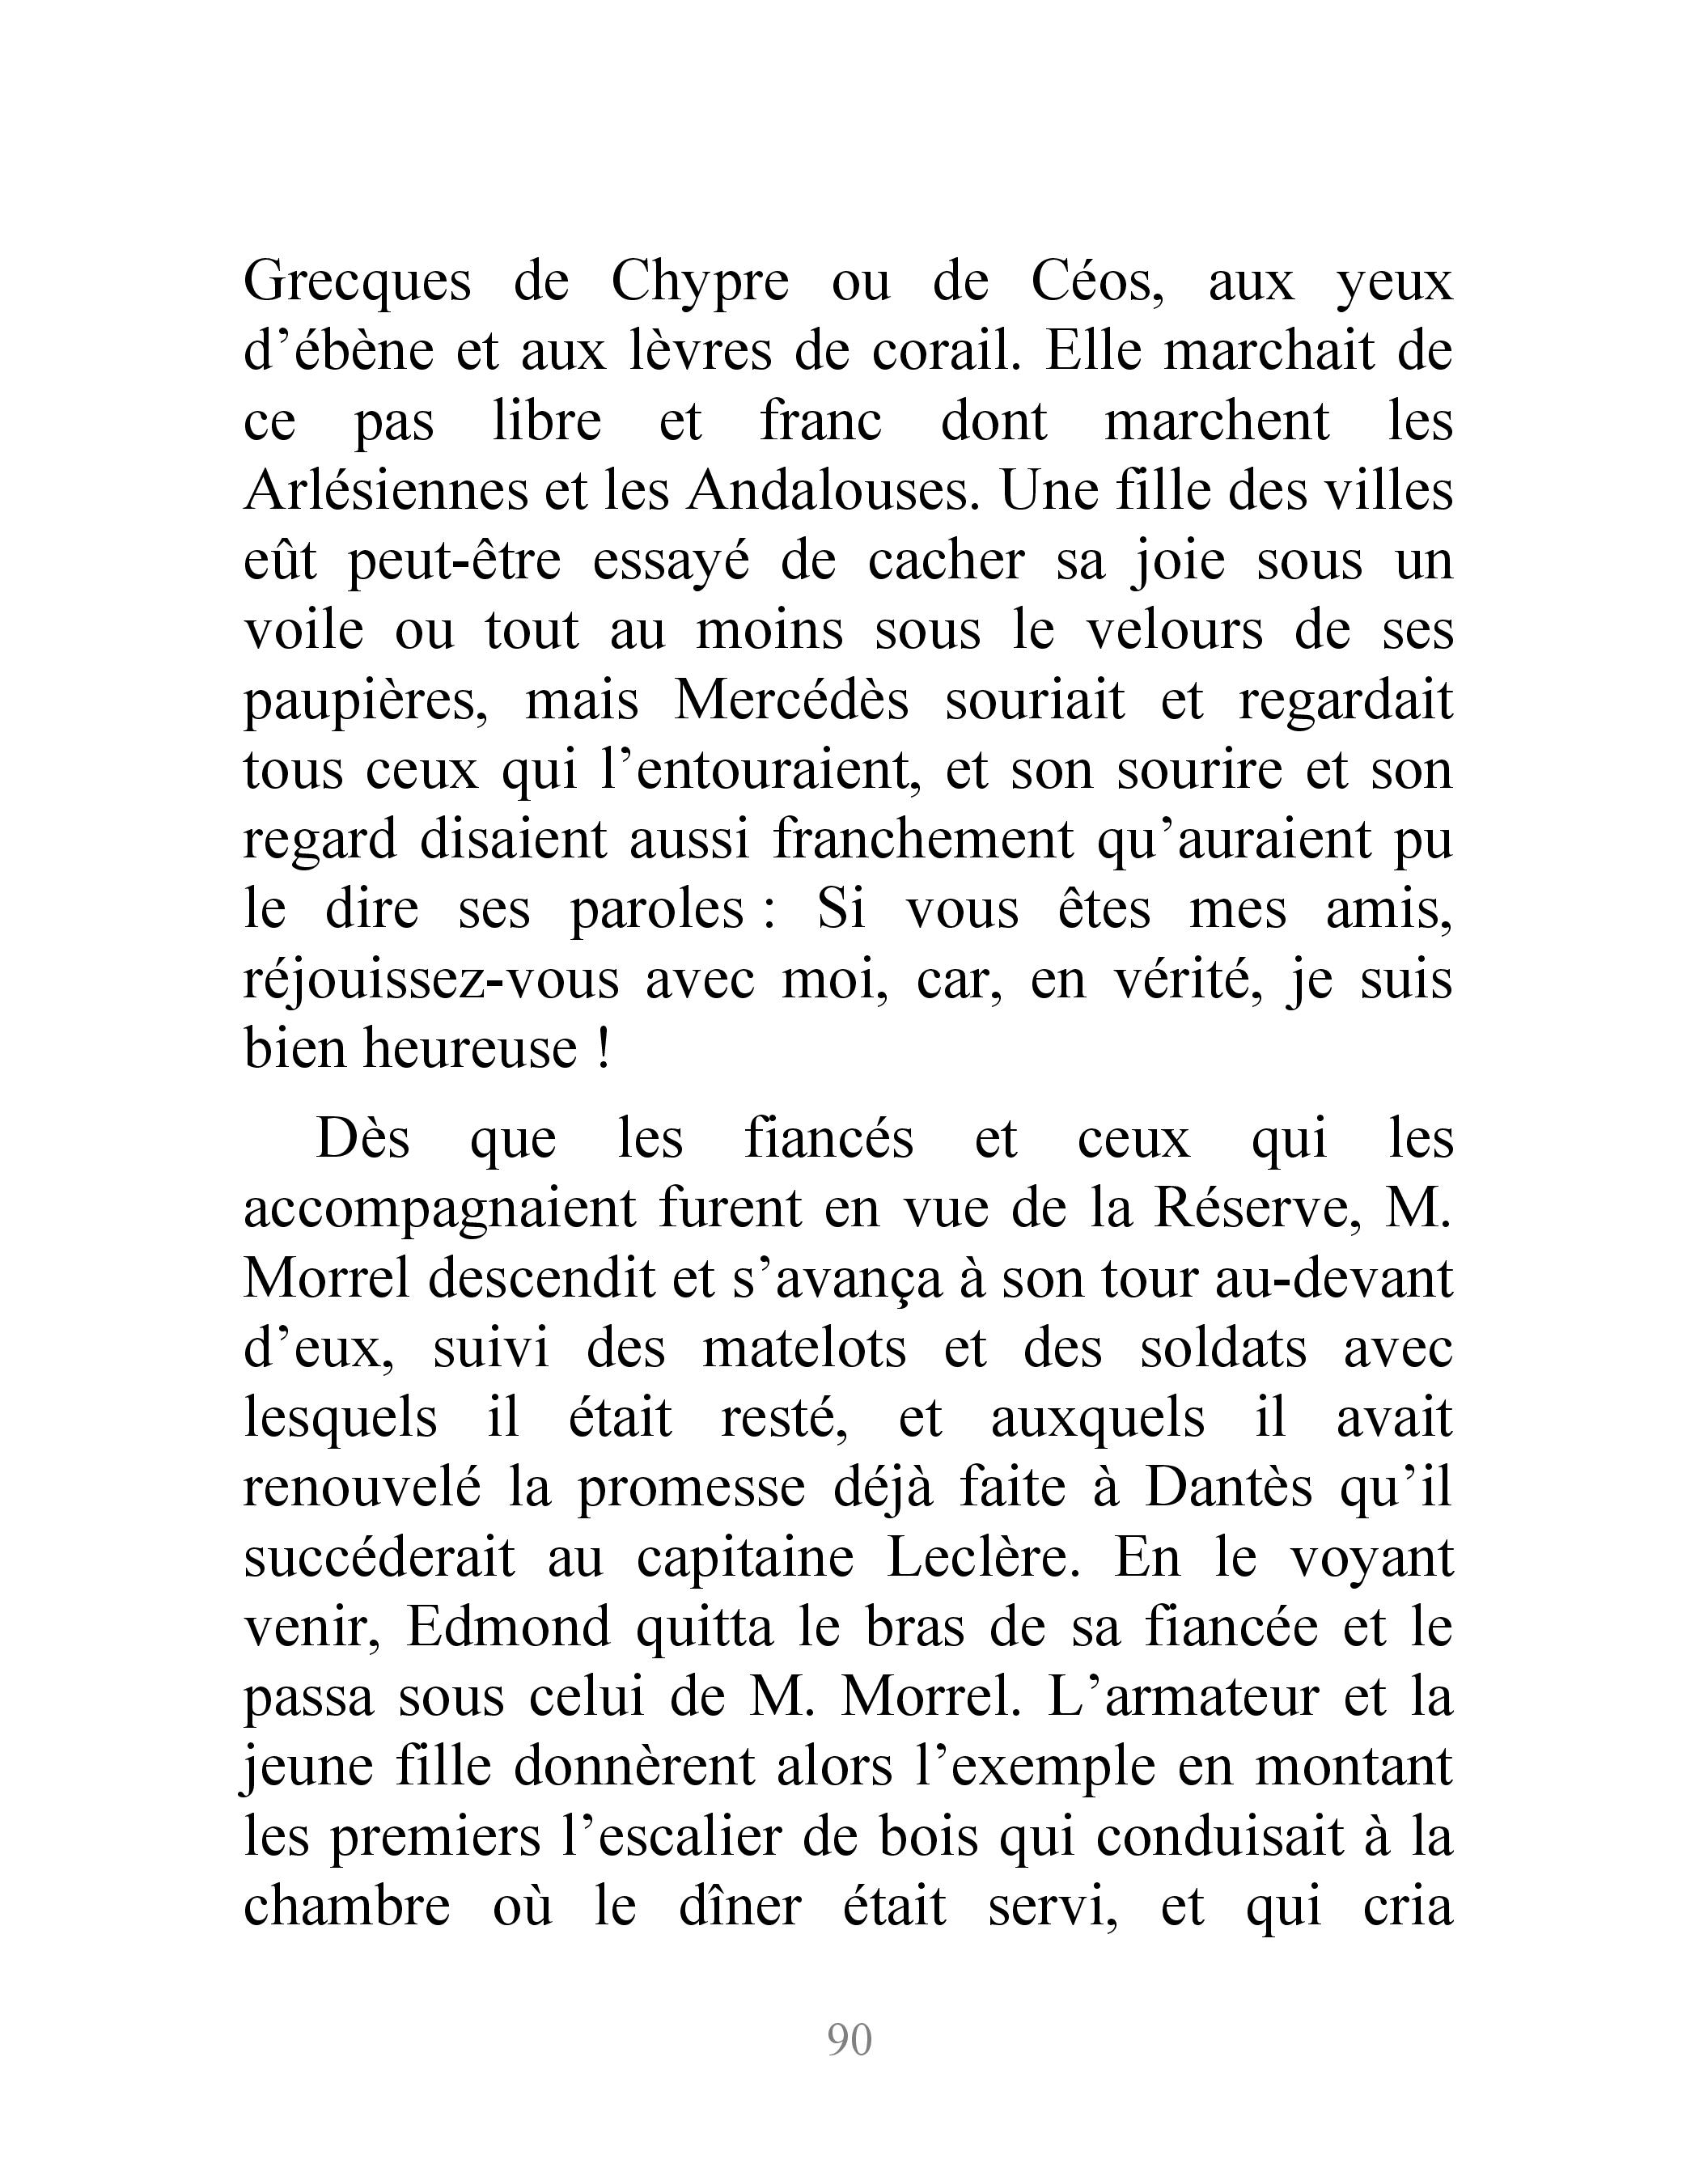 Grecques de Chypre ou de Céos, aux yeux
d’ébène et aux lèvres de corail. Elle marchait de
ce pas libre et franc dont marchent les
Arlésiennes et les Andalouses. Une fille des villes
eût peut-être essayé de cacher sa joie sous un
voile ou tout au moins sous le velours de ses
paupières, mais Mercédès souriait et regardait
tous ceux qui l’entouraient, et son sourire et son
regard disaient aussi franchement qu’auraient pu
le dire ses paroles : Si vous êtes mes amis,
réjouissez-vous avec moi, car, en vérité, je suis
bien heureuse !
Dès que les fiancés et ceux qui les
accompagnaient furent en vue de la Réserve, M.
Morrel descendit et s’avança à son tour au-devant
d’eux, suivi des matelots et des soldats avec
lesquels il était resté, et auxquels il avait
renouvelé la promesse déjà faite à Dantès qu’il
succéderait au capitaine Leclère. En le voyant
venir, Edmond quitta le bras de sa fiancée et le
passa sous celui de M. Morrel. L’armateur et la
jeune fille donnèrent alors l’exemple en montant
les premiers l’escalier de bois qui conduisait à la
chambre où le dîner était servi, et qui cria
90